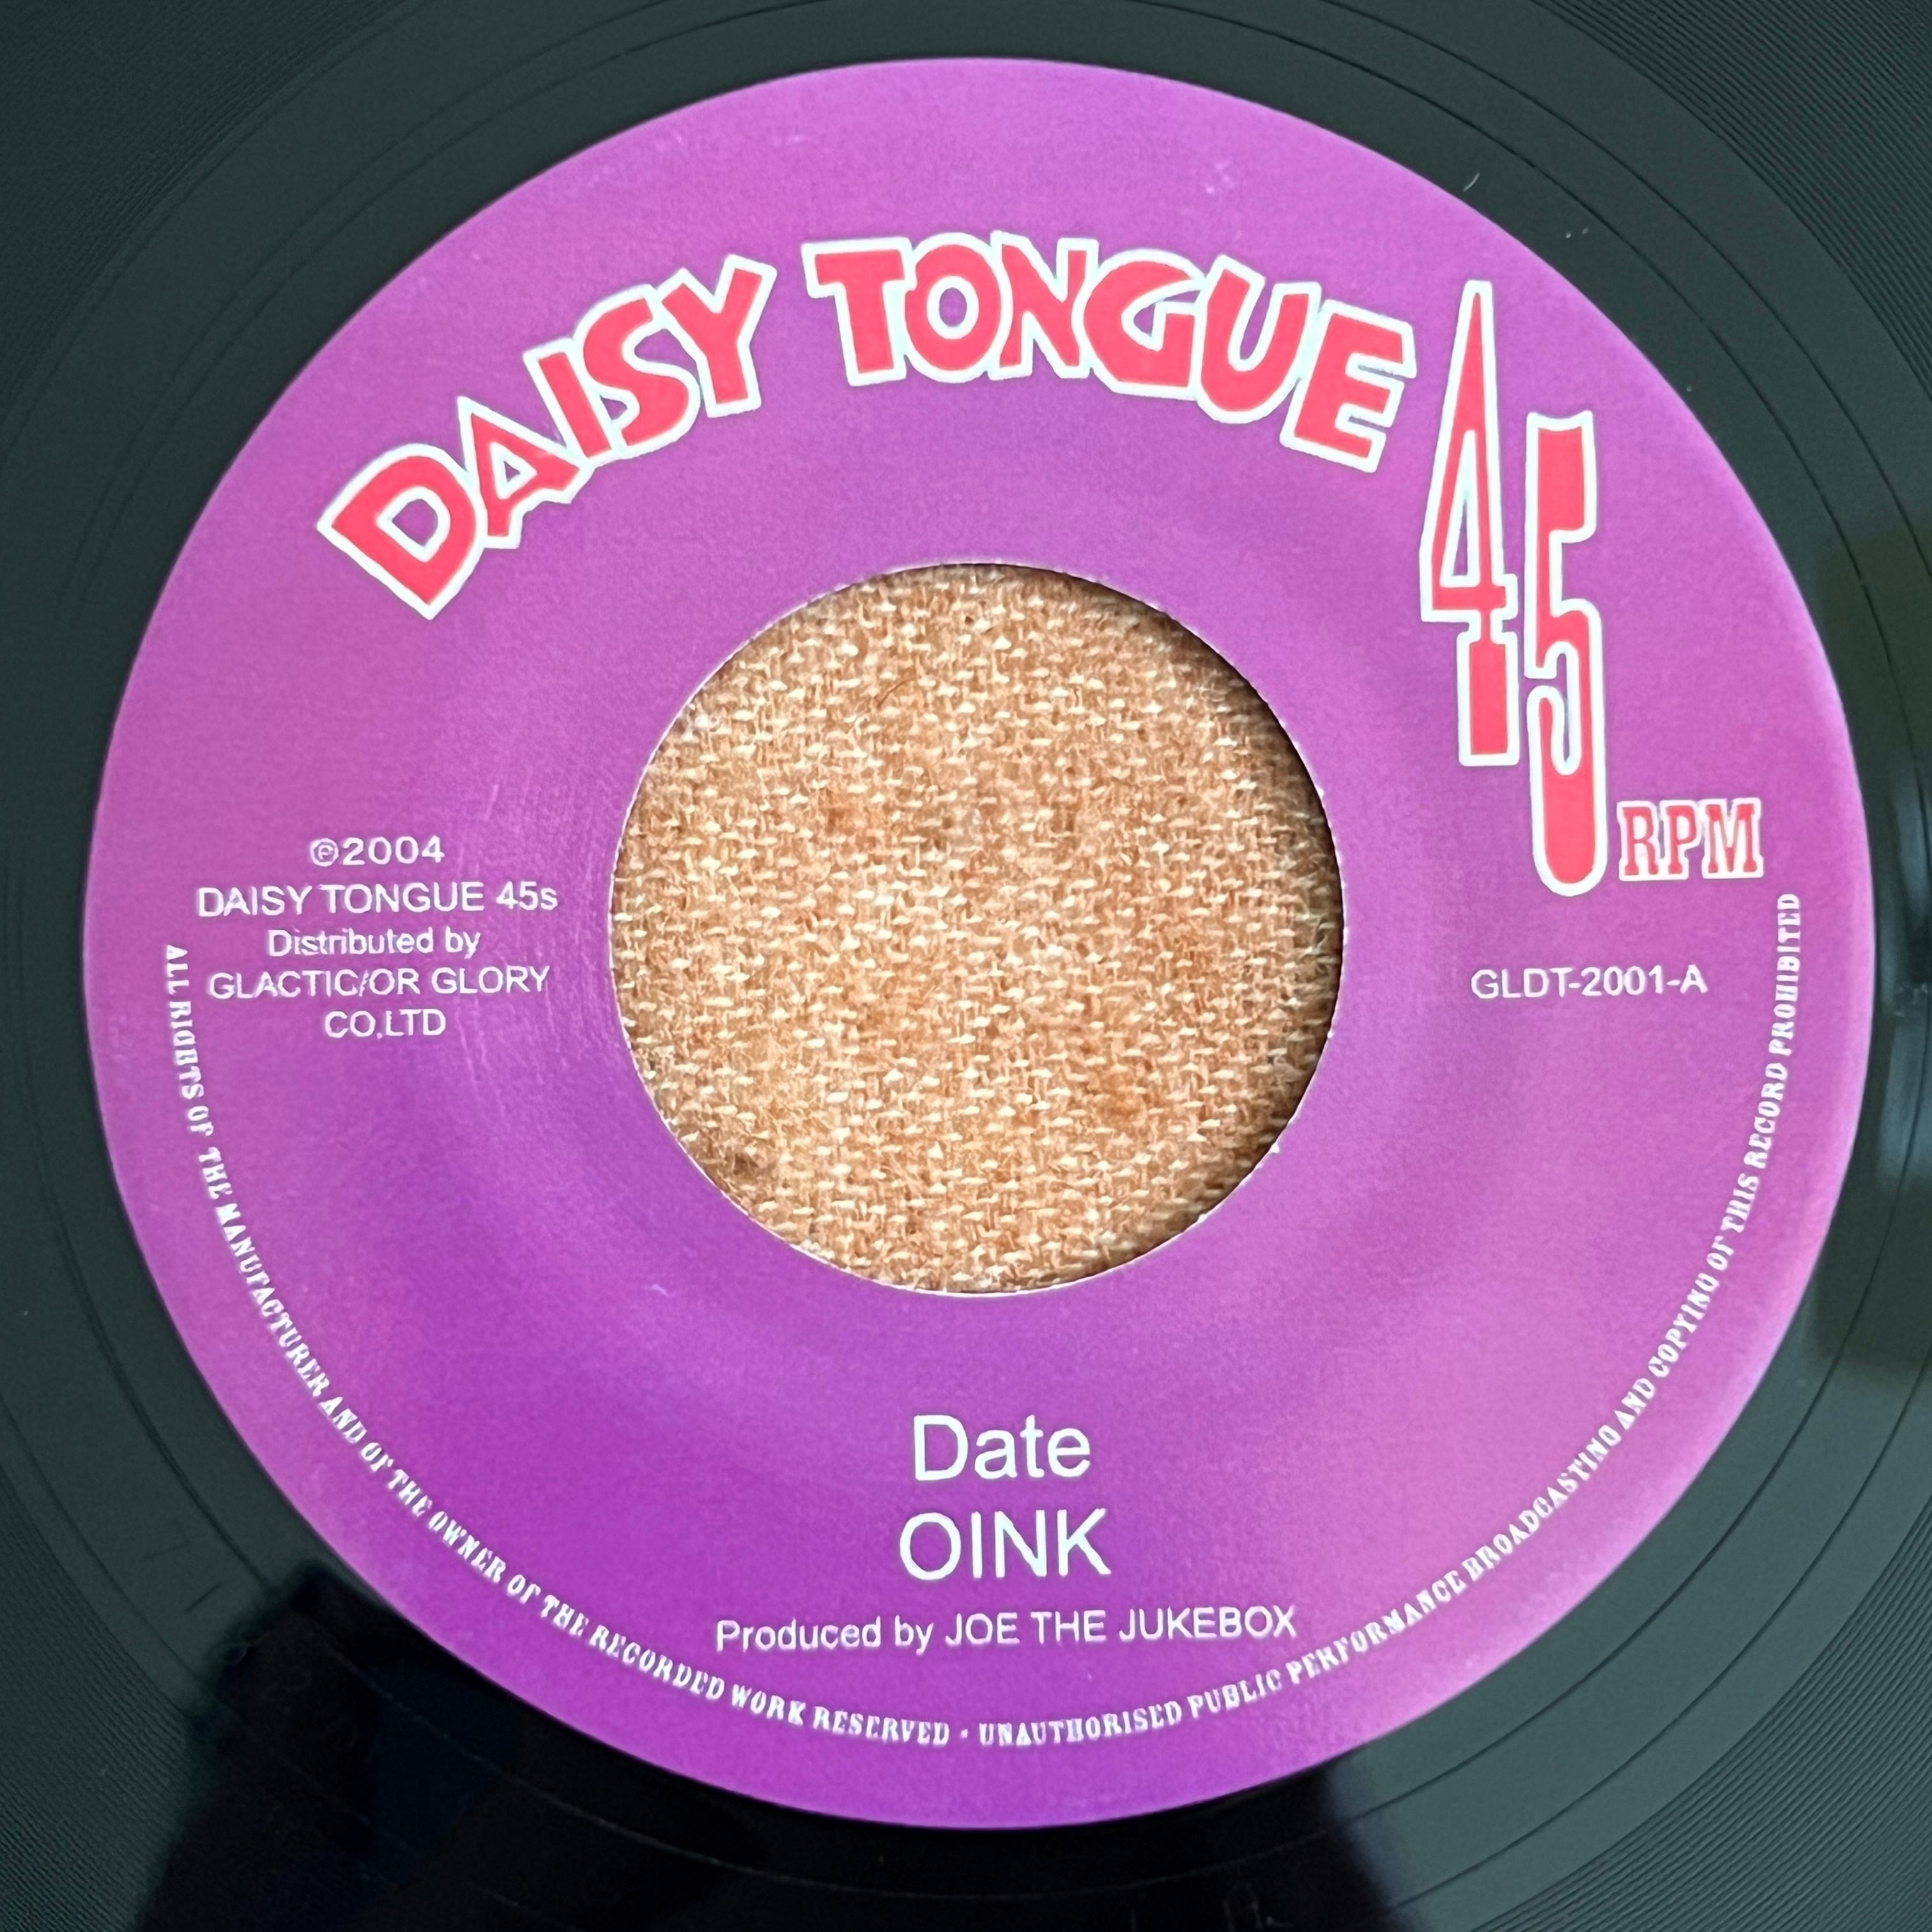 DAISY TONGUE
45 RPM
℗2004
DAISY TONGUE 45s
Distributed by
GLACTIC/OR GLORY
CO,LTD
GLDT-2001-A
Date
OINK
Produced by JOE THE JUKEBOX
ALL RIGHTS OF THE MANUFACTURER AND OF THE OWNER OF THE RECORDED WORK RESERVED · UNAUTHORISED PUBLIC PERFORMANCE BROADCASTING AND COPYING OF THIS RECORD PROHIBITED